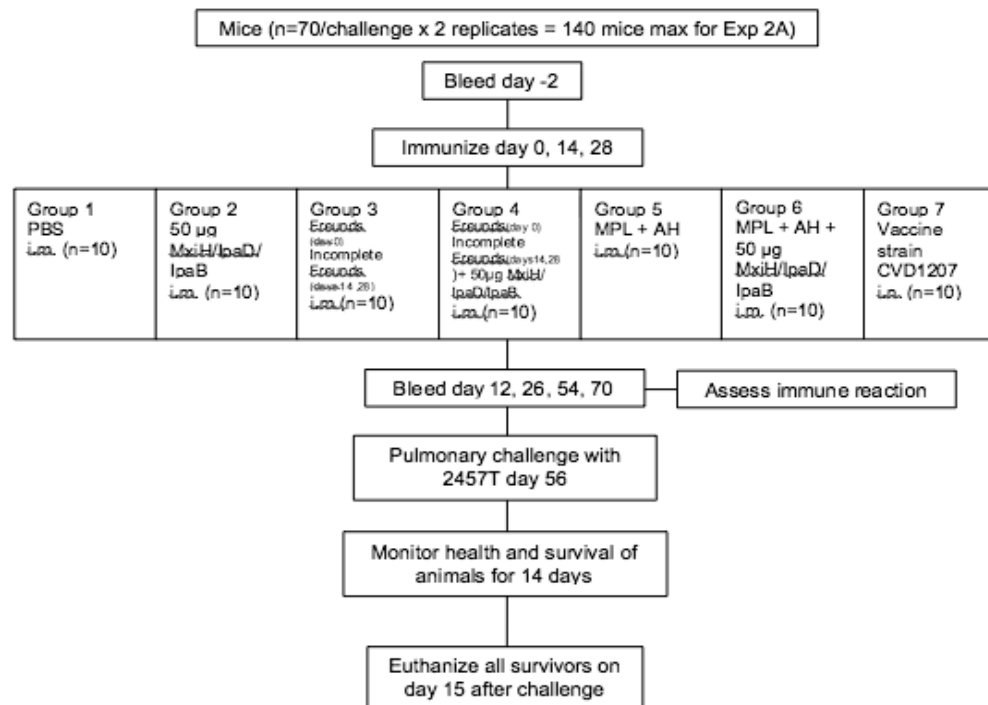 Mice (n=70/challenge x 2 replicates = 140 mice max for Exp 2A)
Bleed day -2
Immunize day 0, 14, 28
Group 1
PBS
i.m. (n=10)
Group 2
50 µg
MxiH/IpaD/
IpaB
i.m. (n=10)
Group 3
Freunds
(day 0)
Incomplete
Freunds
(days 14 ,28)
i.m.(n=10)
Group 4
Freunds(day 0)
Incomplete
Freunds(days14,28
)+ 50µg MxiH/
IpaD/IpaB
i.m.(n=10)
Group 5
MPL + AH
i.m.(n=10)
Group 6
MPL + AH +
50 µg
MxiH/IpaD/
IpaB
i.m. (n=10)
Group 7
Vaccine
strain
CVD1207
i.n. (n=10)
Bleed day 12, 26, 54, 70
Assess immune reaction
Pulmonary challenge with
2457T day 56
Monitor health and survival of
animals for 14 days
Euthanize all survivors on
day 15 after challenge